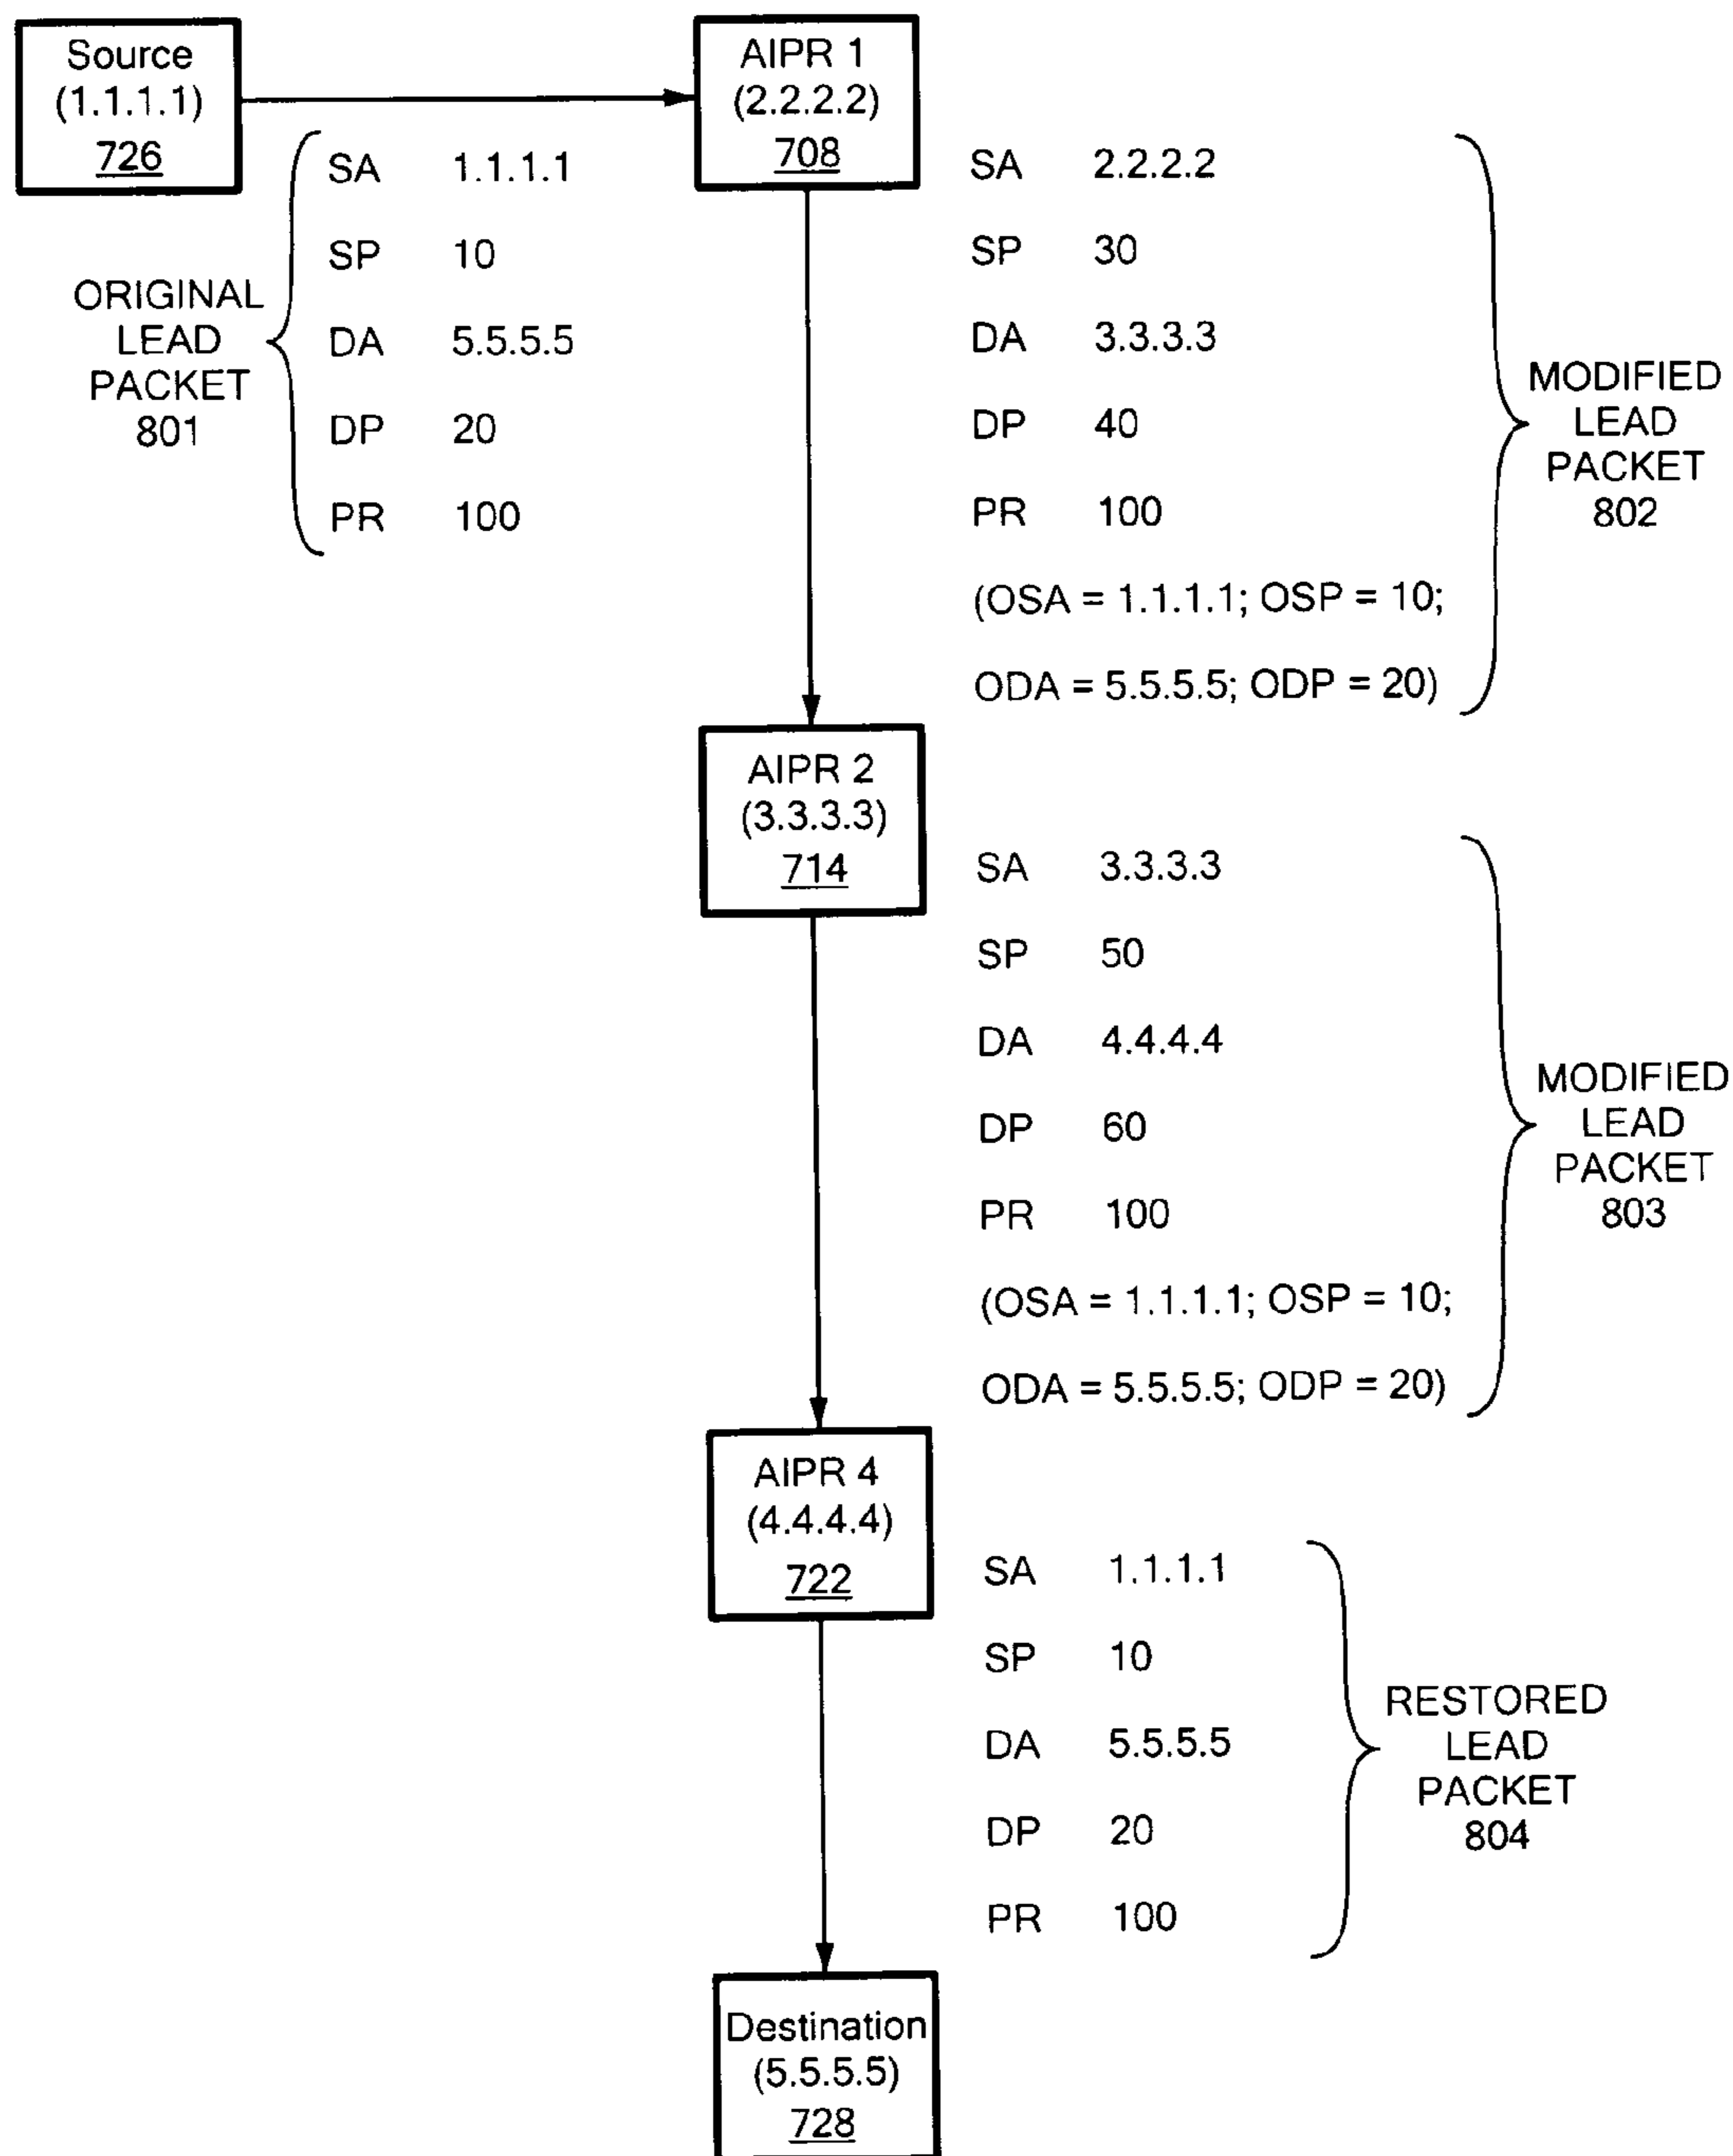 Source
(1.1.1.1)
726
AIPR 1
(2.2.2.2)
708
ORIGINAL
LEAD
PACKET
801
SA 1.1.1.1
SP 10
DA 5.5.5.5
DP 20
PR 100
SA 2.2.2.2
SP 30
DA 3.3.3.3
DP 40
PR 100
(OSA = 1.1.1.1; OSP = 10;
ODA = 5.5.5.5; ODP = 20)
MODIFIED
LEAD
PACKET
802
AIPR 2
(3.3.3.3)
714
SA 3.3.3.3
SP 50
DA 4.4.4.4
DP 60
PR 100
(OSA = 1.1.1.1; OSP = 10;
ODA = 5.5.5.5; ODP = 20)
MODIFIED
LEAD
PACKET
803
AIPR 4
(4.4.4.4)
722
SA 1.1.1.1
SP 10
DA 5.5.5.5
DP 20
PR 100
RESTORED
LEAD
PACKET
804
Destination
(5.5.5.5)
728